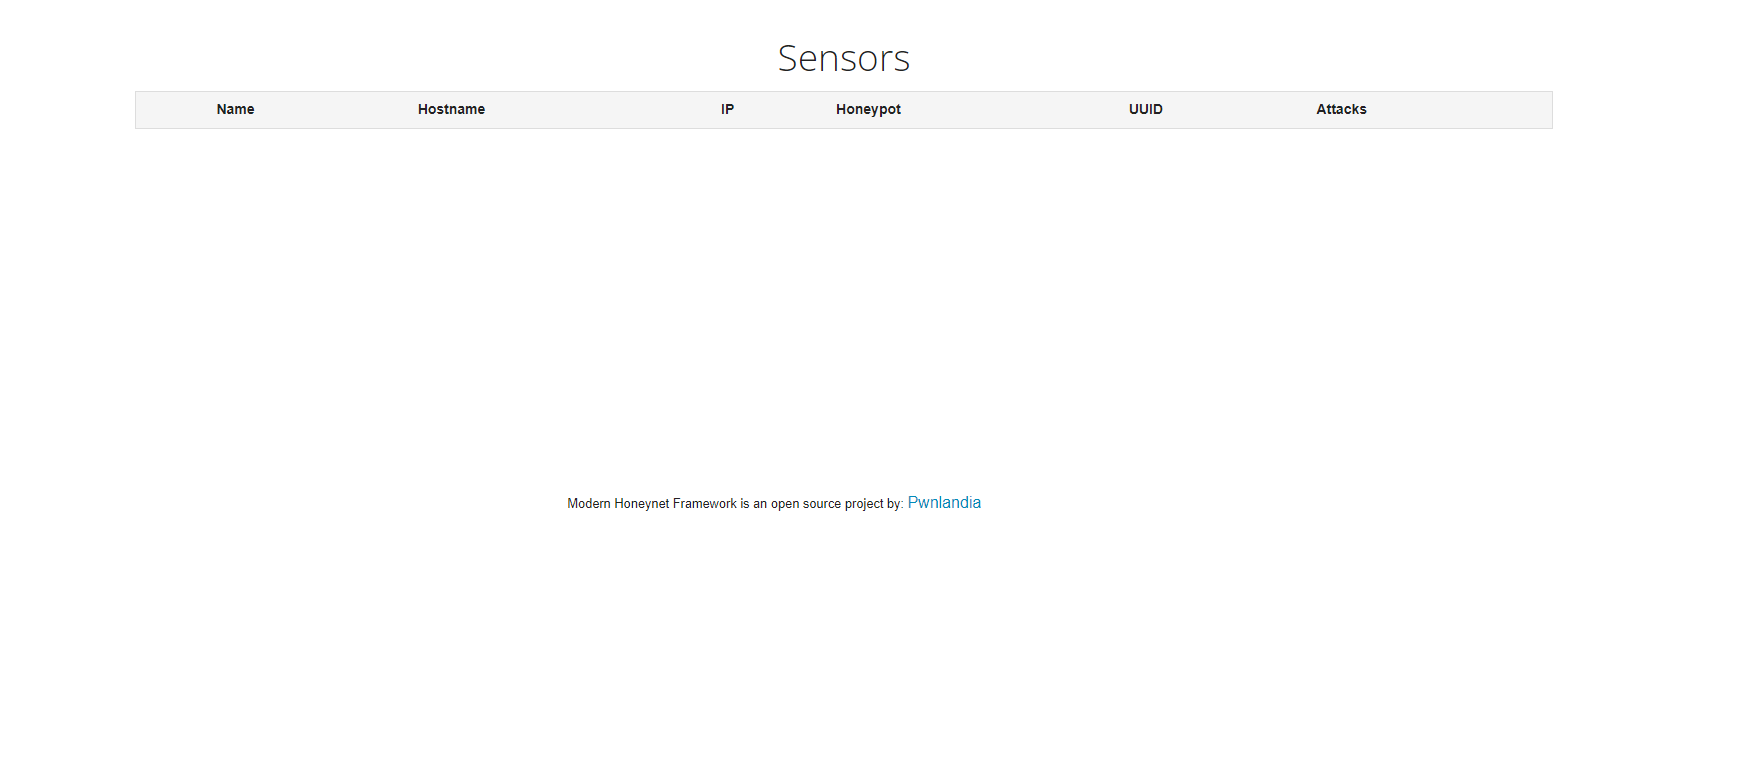 Sensors
Name Hostname IP Honeypot UUID Attacks
Modern Honeynet Framework is an open source project by: Pwnlandia